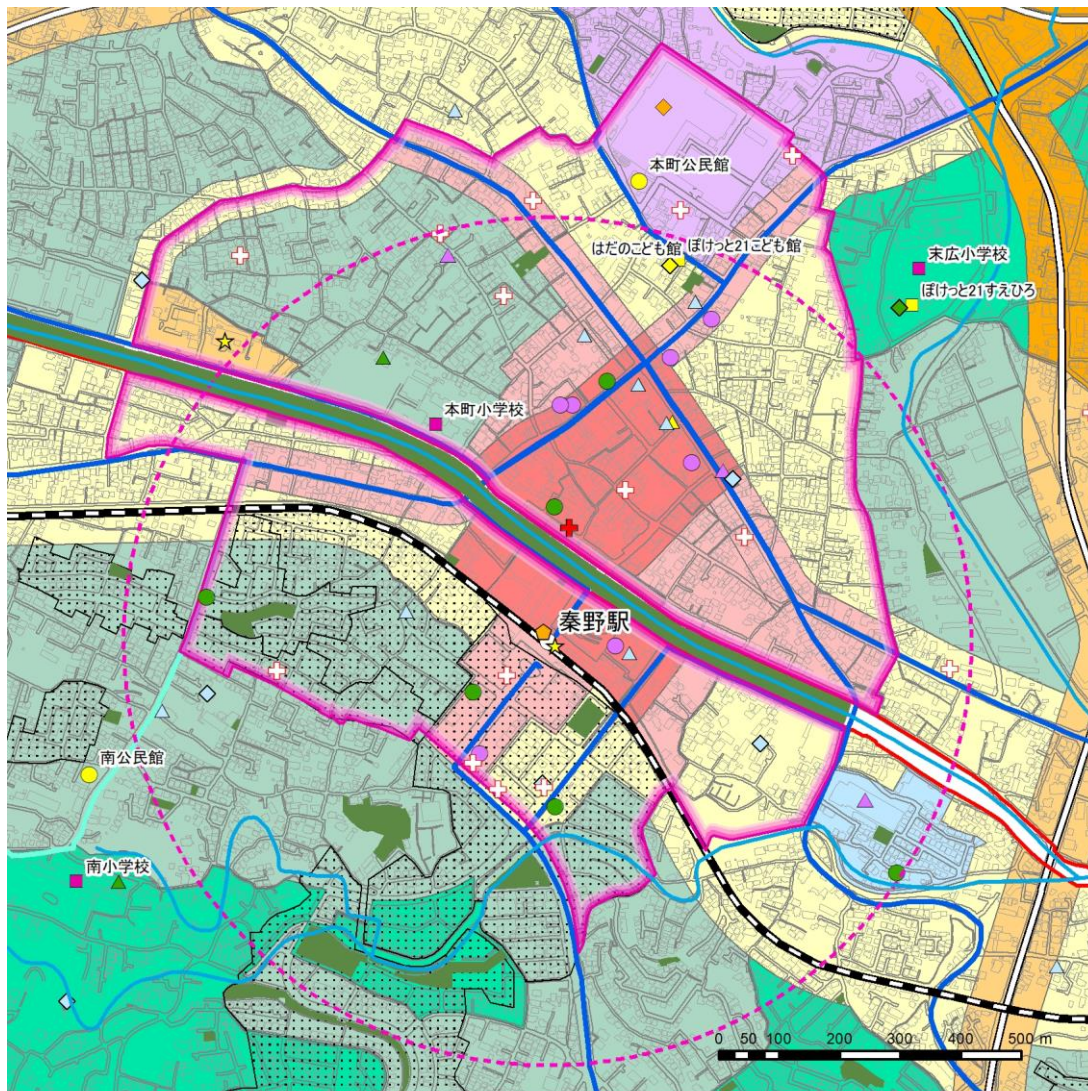 本町公民館
はだのこども館
ぽけっと21こども館
末広小学校
ぽけっと21すえひろ
本町小学校
秦野駅
南公民館
南小学校
0 50 100 200 300 400 500 m